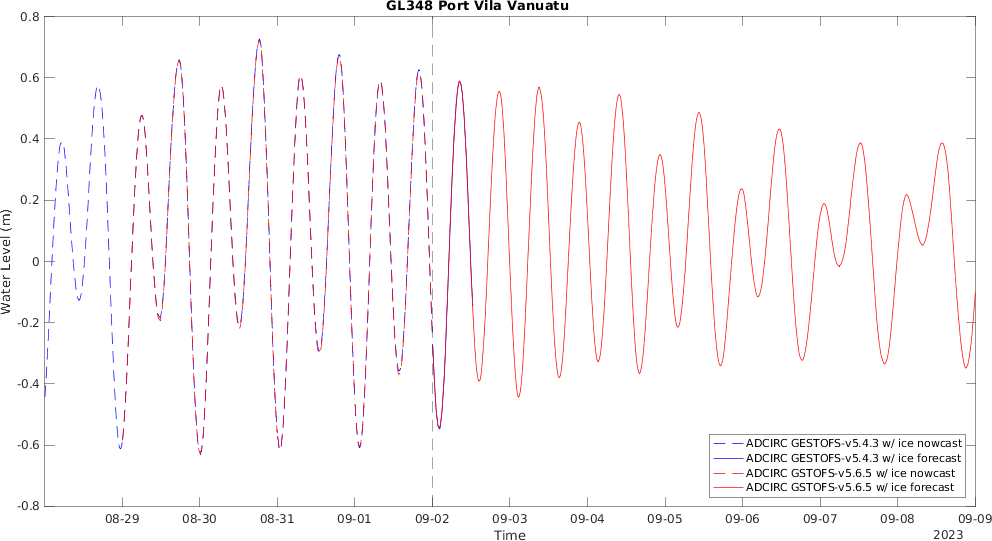 GL348 Port Vila Vanuatu
0.8
0.6
0.4
0.2
0
-0.2
-0.4
-0.6
-0.8
Water Level (m)
ADCIRC GESTOFS-v5.4.3 w/ ice nowcast
ADCIRC GESTOFS-v5.4.3 w/ ice forecast
ADCIRC GSTOFS-v5.6.5 w/ ice nowcast
ADCIRC GSTOFS-v5.6.5 w/ ice forecast
08-29 08-30 08-31 09-01 09-02 09-03 09-04 09-05 09-06 09-07 09-08 09-09
Time
2023